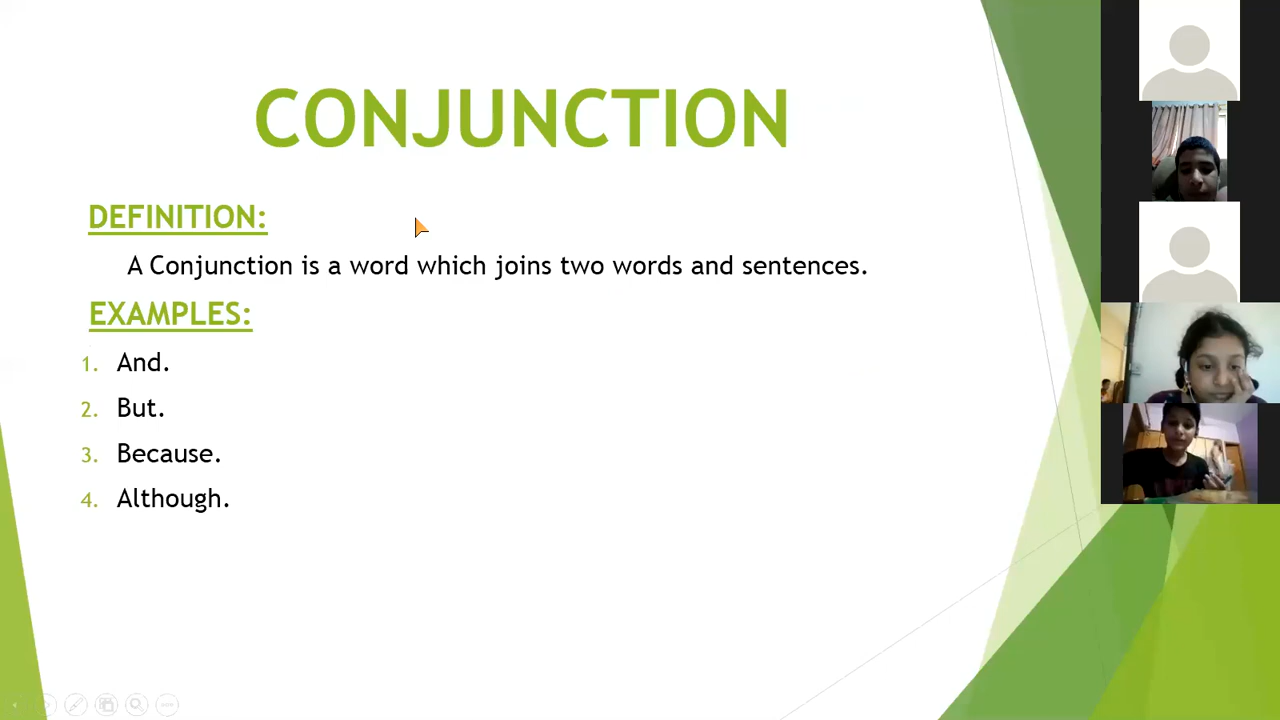 CONJUNCTION
DEFINITION:
A Conjunction is a word which joins two words and sentences.
EXAMPLES:
1. And.
2. But.
3. Because.
4. Although.